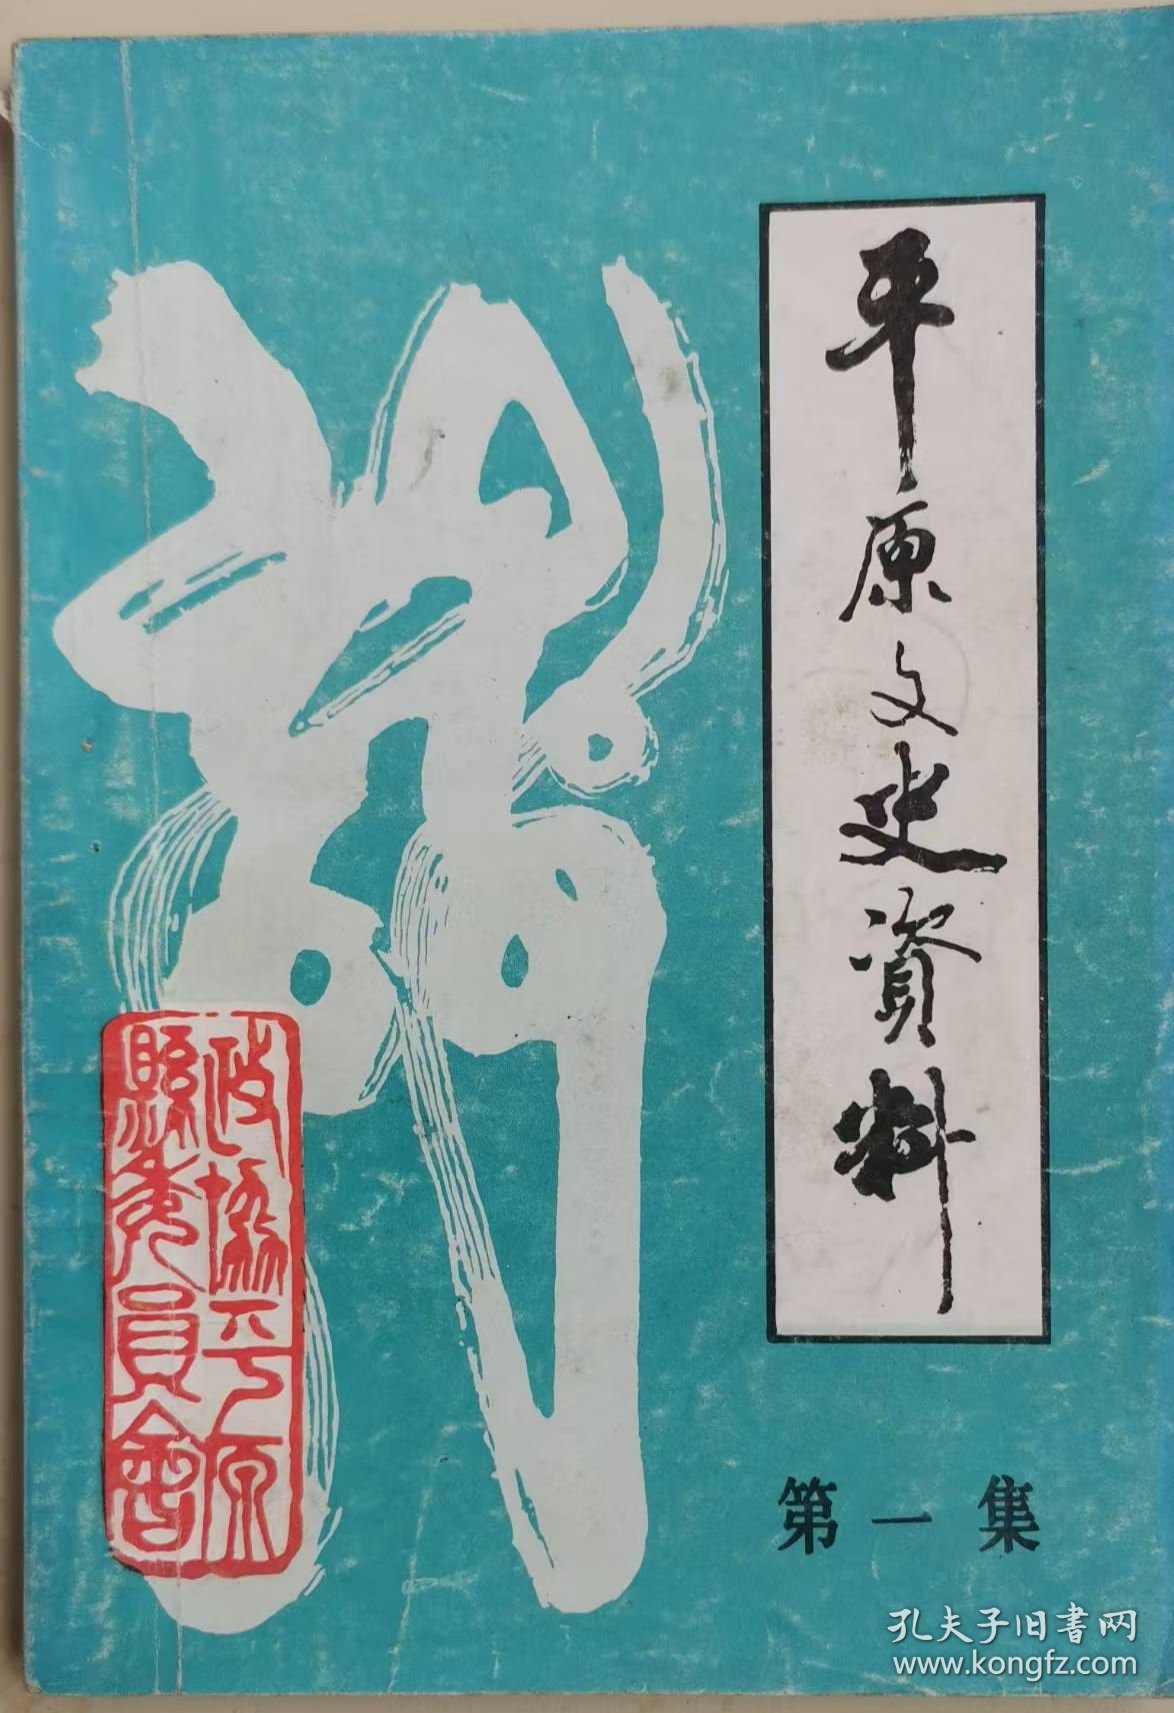 平原文史資料
第一集
政協平原
縣委員會
孔夫子旧书网
www.kongfz.com